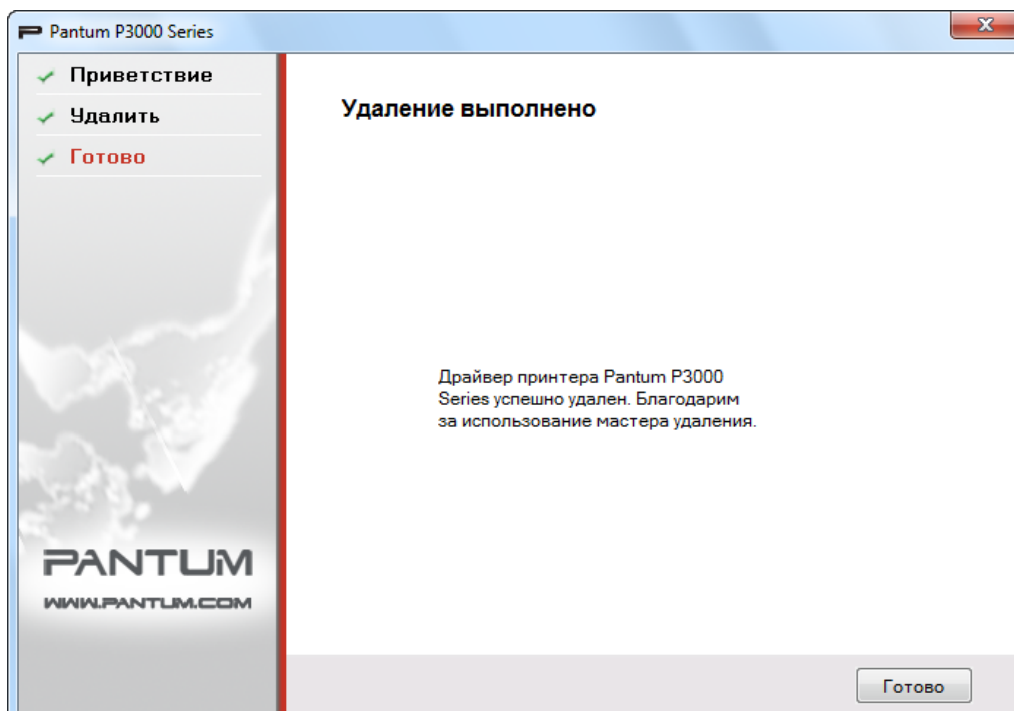 Pantum P3000 Series
Приветствие
Удалить
Готово
Удаление выполнено
Драйвер принтера Pantum P3000
Series успешно удален. Благодарим
за использование мастера удаления.
PANTUM
WWW.PANTUM.COM
Готово